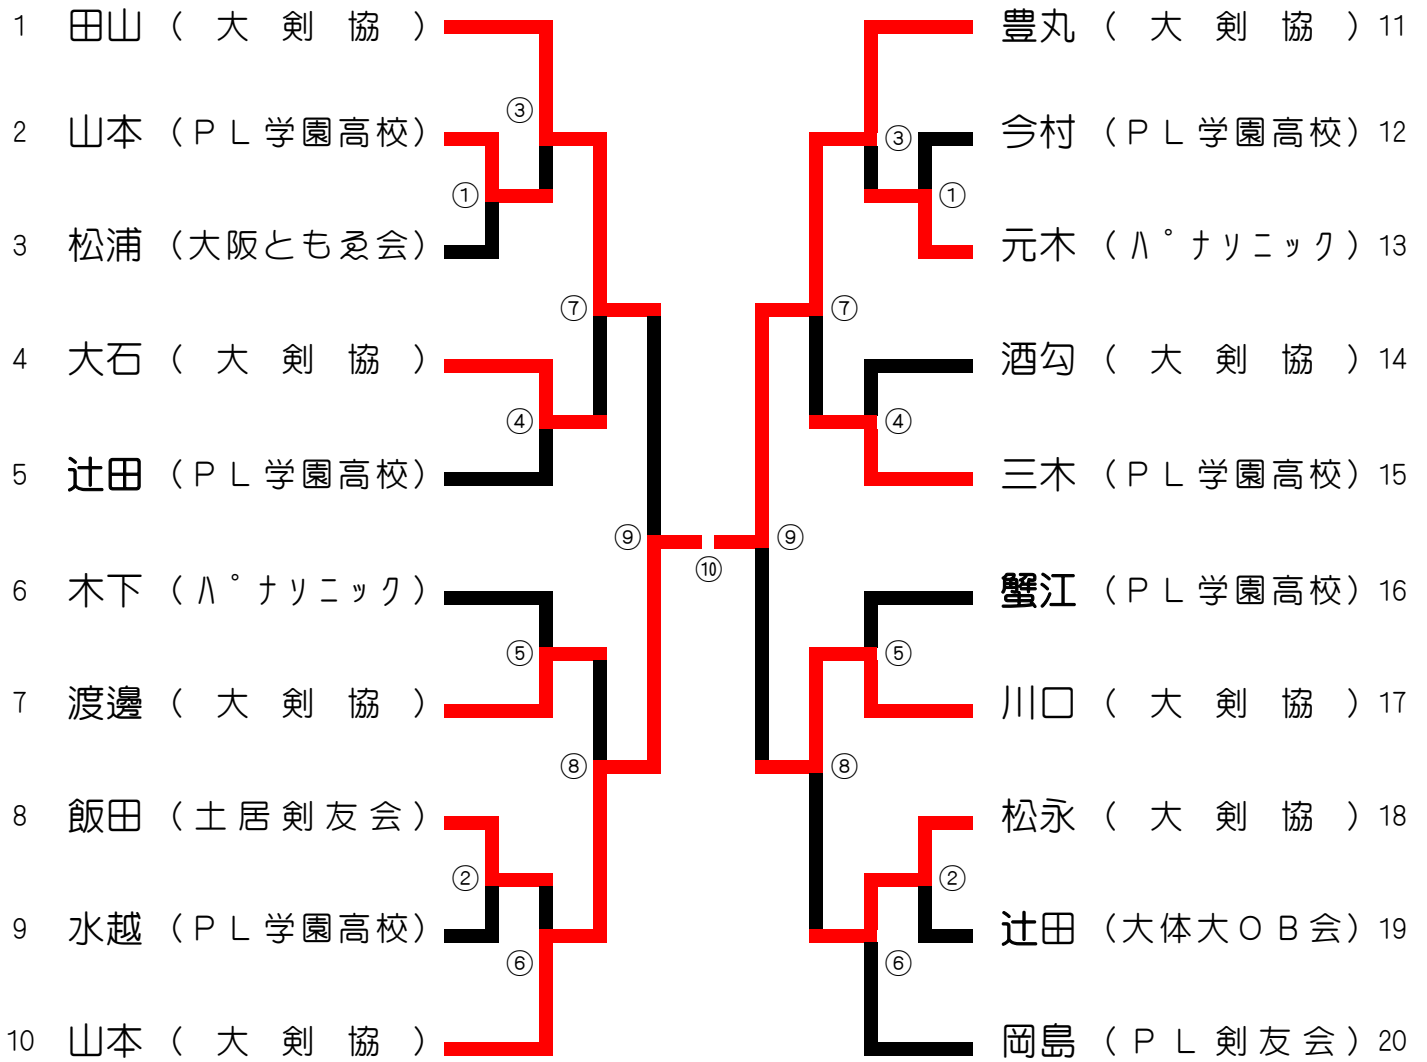 1 田山 ( 大 剣 協 )
2 山本 (ＰＬ学園高校)
3 松浦 (大阪ともゑ会)
4 大石 ( 大 剣 協 )
5 辻田 (ＰＬ学園高校)
6 木下 (ﾊﾟﾅｿﾆｯｸ)
7 渡邊 ( 大 剣 協 )
8 飯田 (土居剣友会)
9 水越 (ＰＬ学園高校)
10 山本 ( 大 剣 協 )
③
①
⑦
④
⑨
⑤
⑧
②
⑥
⑩
③
①
⑦
④
⑨
⑤
⑧
②
⑥
豊丸 ( 大 剣 協 ) 11
今村 (ＰＬ学園高校) 12
元木 (ﾊﾟﾅｿﾆｯｸ) 13
酒勾 ( 大 剣 協 ) 14
三木 (ＰＬ学園高校) 15
蟹江 (ＰＬ学園高校) 16
川口 ( 大 剣 協 ) 17
松永 ( 大 剣 協 ) 18
辻田 (大体大ＯＢ会) 19
岡島 (ＰＬ剣友会) 20